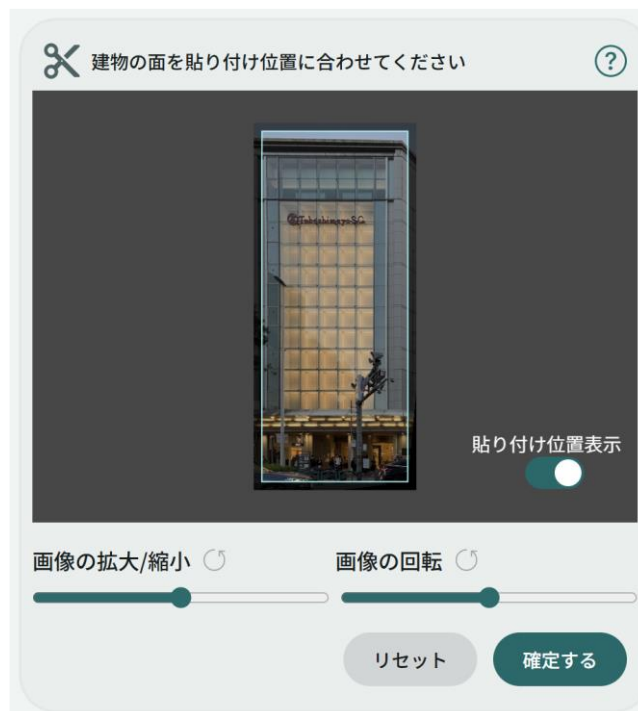 建物の面を貼り付け位置に合わせてください
?
Takashimaya S.C.
貼り付け位置表示
画像の拡大/縮小
画像の回転
リセット
確定する